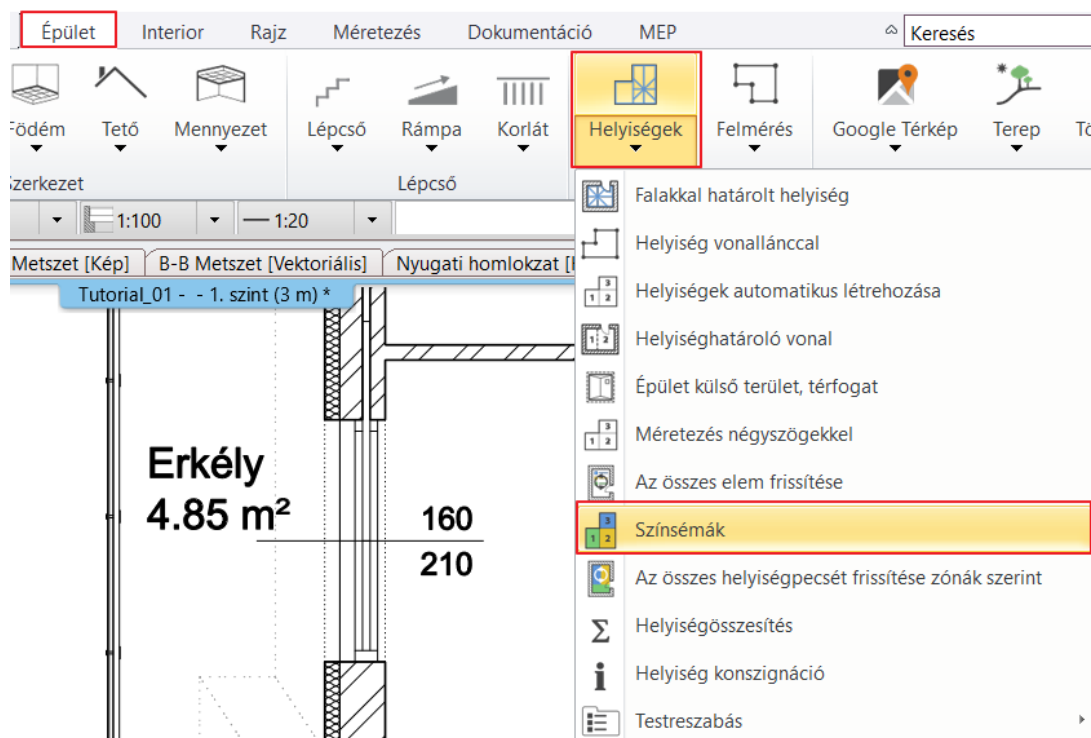 Épület Interior Rajz Méretezés Dokumentáció MEP Keresés
Födém Tető Mennyezet Lépcső Rámpa Korlát Helyiségek Felmérés Google Térkép Terep
Szerkezet Lépcső
1:100 1:20
Metszet [Kép] B-B Metszet [Vektoriális] Nyugati homlokzat
Tutorial_01 - - 1. szint (3 m) *
Falakkal határolt helyiség
Helyiség vonallánccal
Helyiségek automatikus létrehozása
Helyiséghatároló vonal
Épület külső terület, térfogat
Méretezés négyszögekkel
Az összes elem frissítése
Színsémák
Az összes helyiségpecsét frissítése zónák szerint
Helyiségösszesítés
Helyiség konszignáció
Testreszabás
Erkély
4.85 m²
160
210